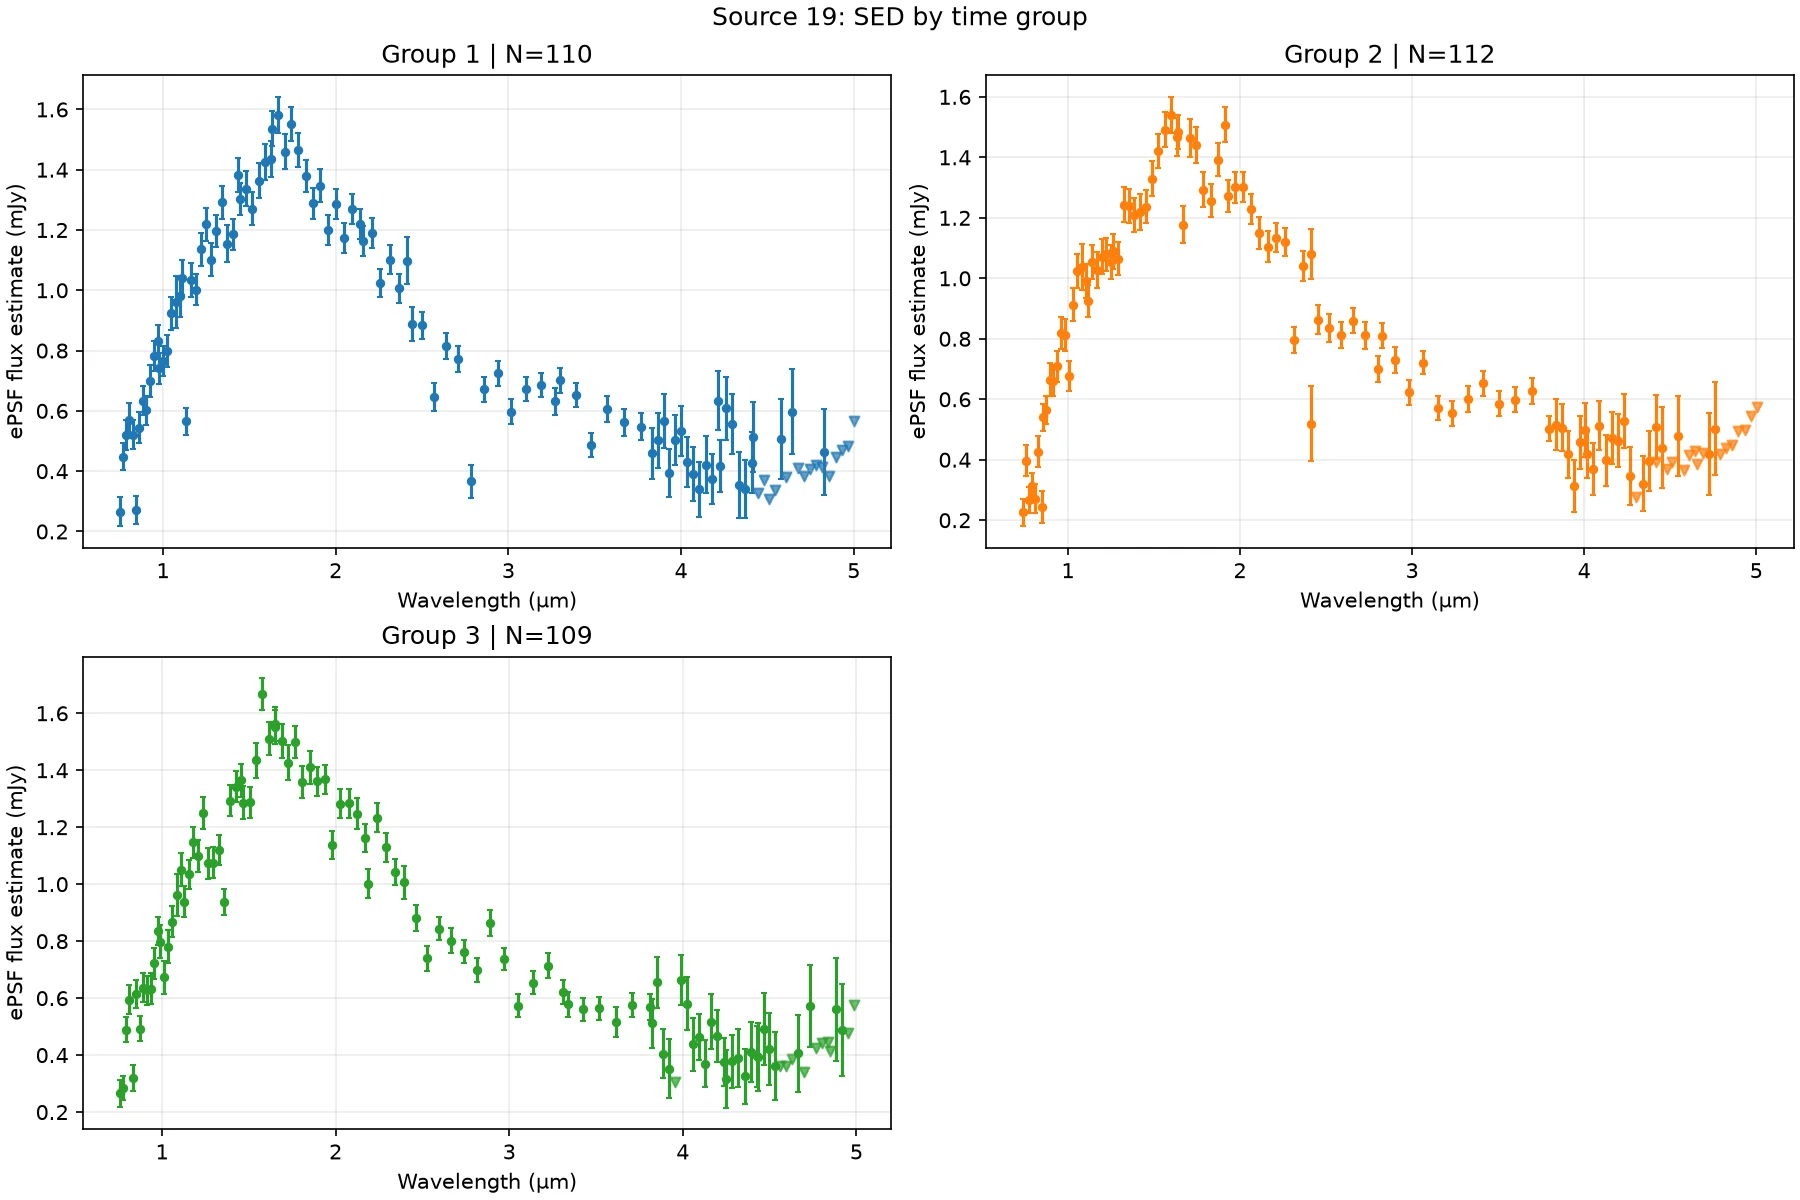 Source 19: SED by time group
Group 1 | N=110
ePSF flux estimate (mJy)
1.6
1.4
1.2
1.0
0.8
0.6
0.4
0.2
1 2 3 4 5
Wavelength (μm)
Group 2 | N=112
ePSF flux estimate (mJy)
1.6
1.4
1.2
1.0
0.8
0.6
0.4
0.2
1 2 3 4 5
Wavelength (μm)
Group 3 | N=109
ePSF flux estimate (mJy)
1.6
1.4
1.2
1.0
0.8
0.6
0.4
0.2
1 2 3 4 5
Wavelength (μm)